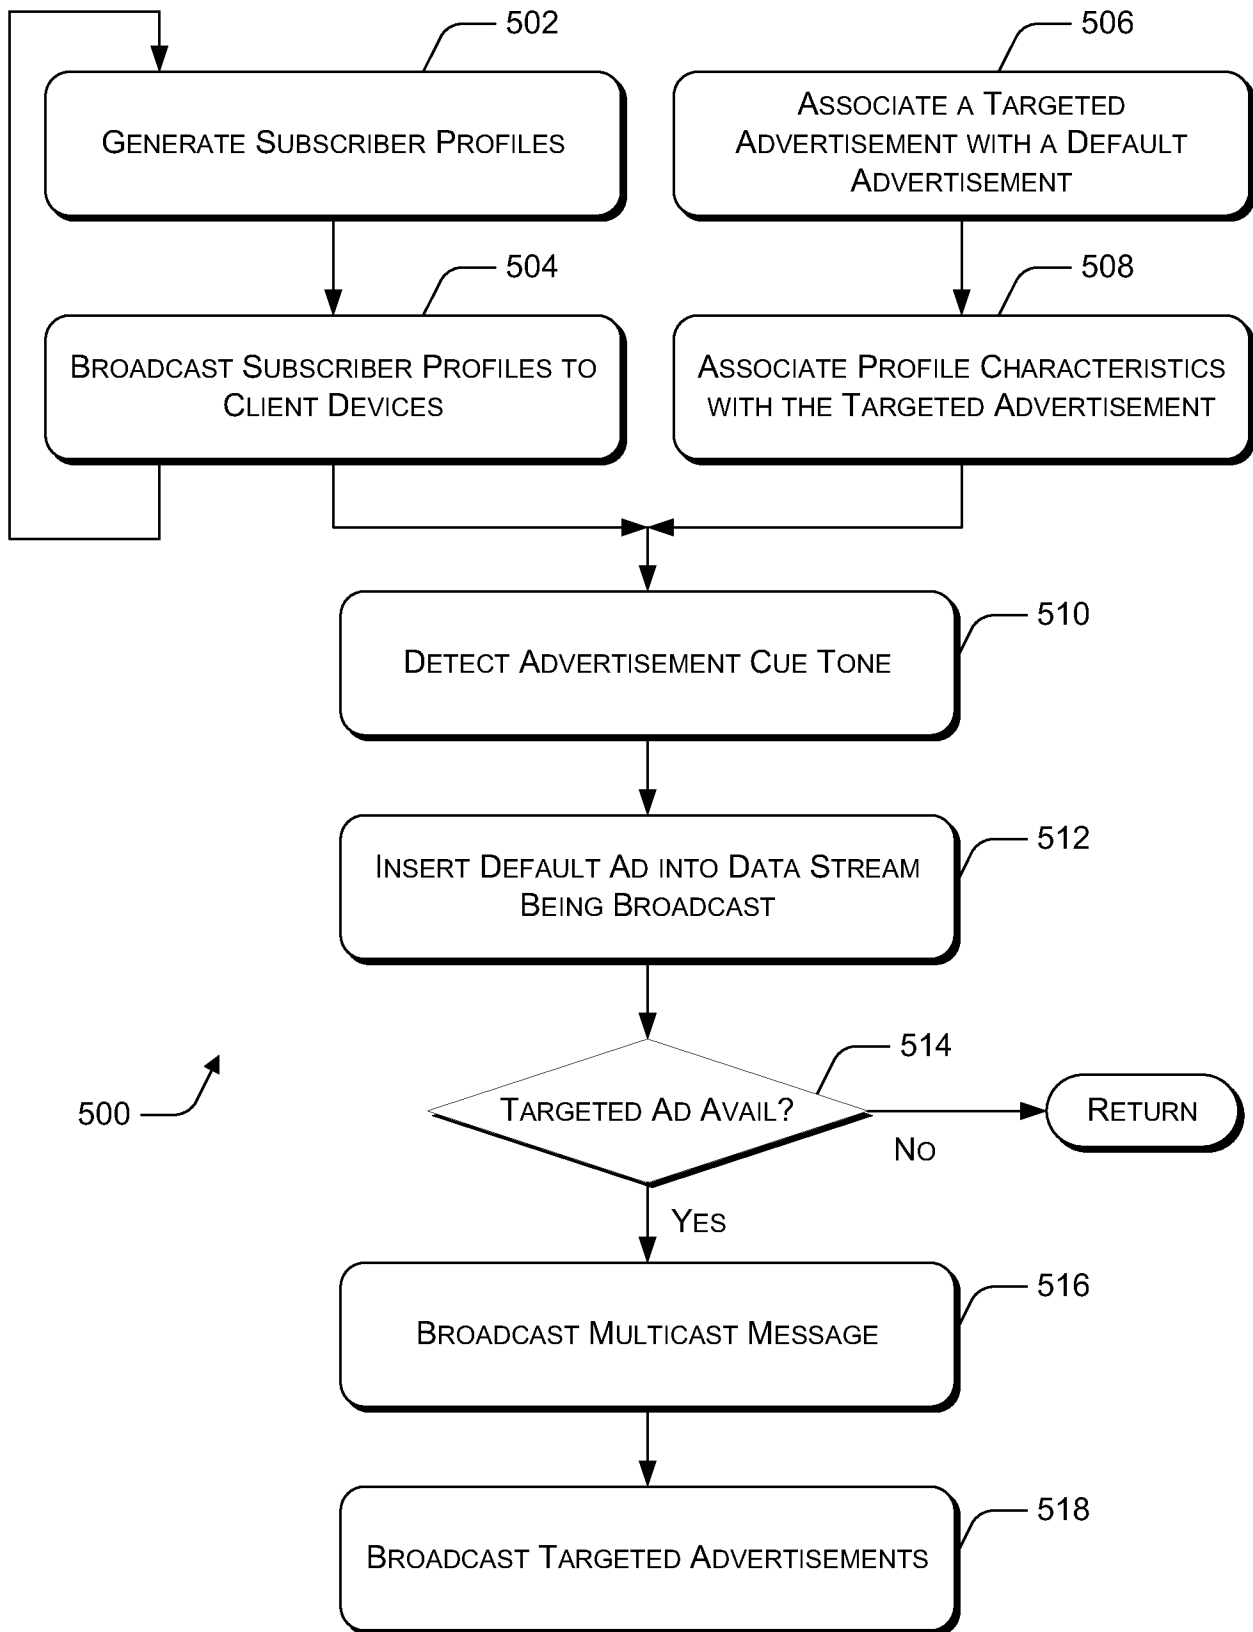 502
GENERATE SUBSCRIBER PROFILES
506
ASSOCIATE A TARGETED
ADVERTISEMENT WITH A DEFAULT
ADVERTISEMENT
504
BROADCAST SUBSCRIBER PROFILES TO
CLIENT DEVICES
508
ASSOCIATE PROFILE CHARACTERISTICS
WITH THE TARGETED ADVERTISEMENT
510
DETECT ADVERTISEMENT CUE TONE
512
INSERT DEFAULT AD INTO DATA STREAM
BEING BROADCAST
514
500
TARGETED AD AVAIL?
RETURN
NO
YES
516
BROADCAST MULTICAST MESSAGE
518
BROADCAST TARGETED ADVERTISEMENTS